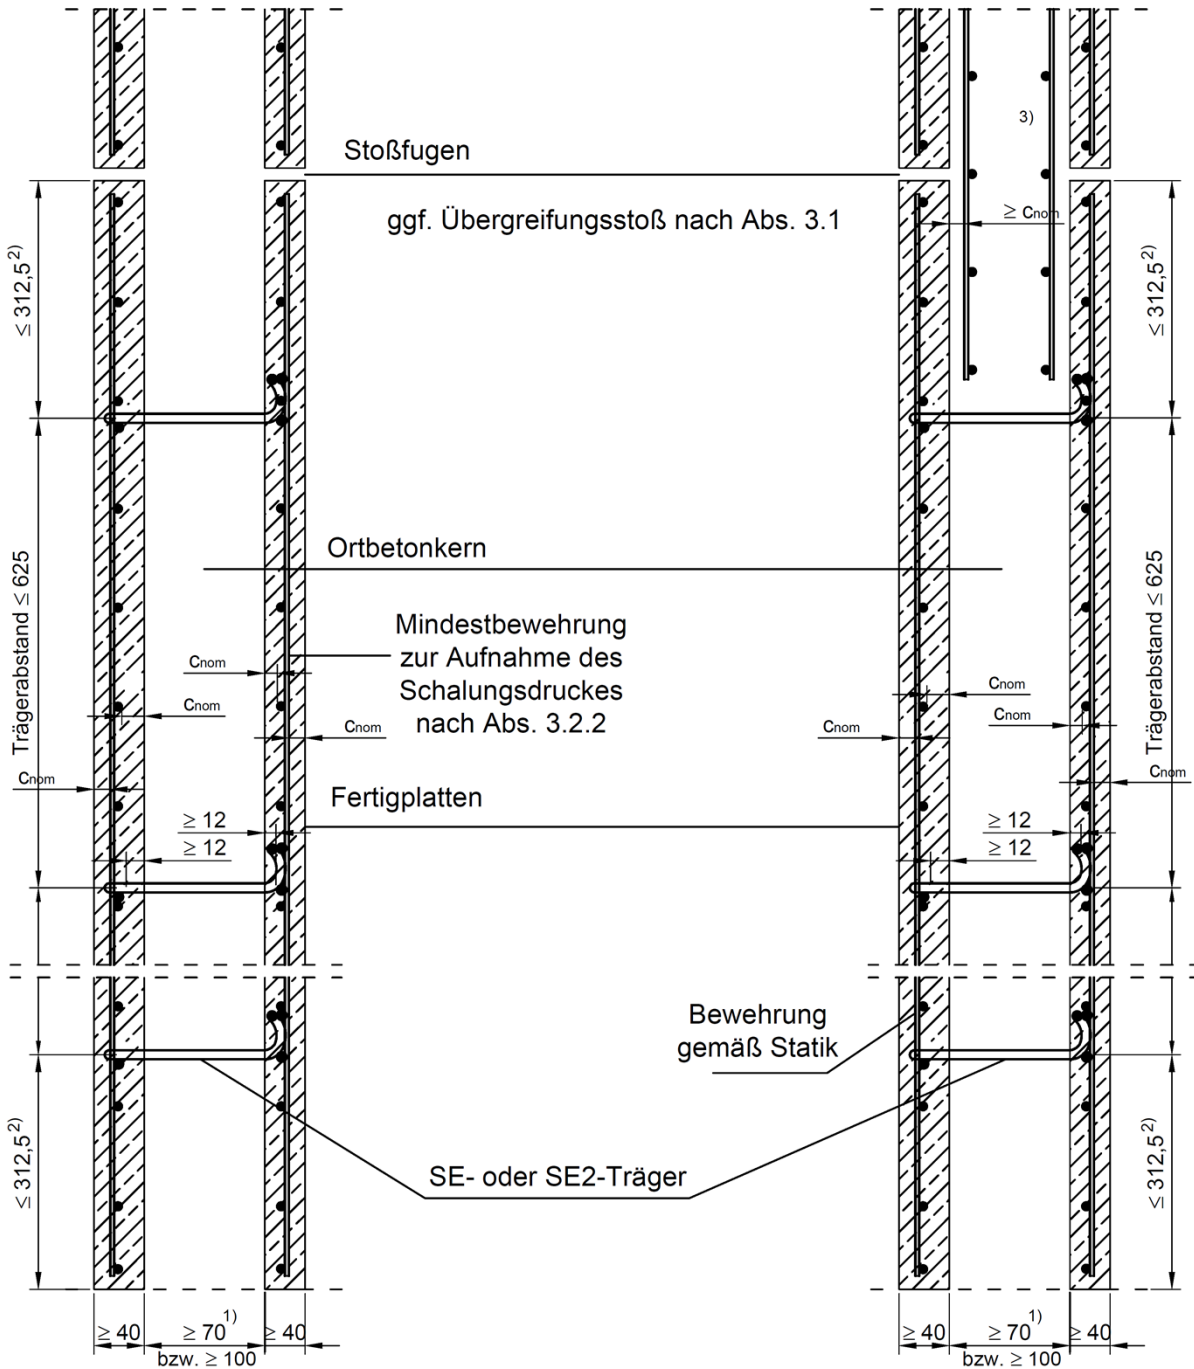 3)
Stoßfugen
ggf. Übergreifungsstoß nach Abs. 3.1
≥ cnom
≤ 312,5²⁾
≤ 312,5²⁾
Ortbetonkern
Trägerabstand ≤ 625
Trägerabstand ≤ 625
Mindestbewehrung
zur Aufnahme des
Schalungsdruckes
nach Abs. 3.2.2
cnom
cnom
cnom
cnom
cnom
cnom
cnom
cnom
Fertigplatten
≥ 12
≥ 12
≥ 12
≥ 12
Bewehrung
gemäß Statik
≤ 312,5²⁾
≤ 312,5²⁾
SE- oder SE2-Träger
≥ 40
≥ 70¹⁾
≥ 40
bzw. ≥ 100
≥ 40
≥ 70¹⁾
≥ 40
bzw. ≥ 100